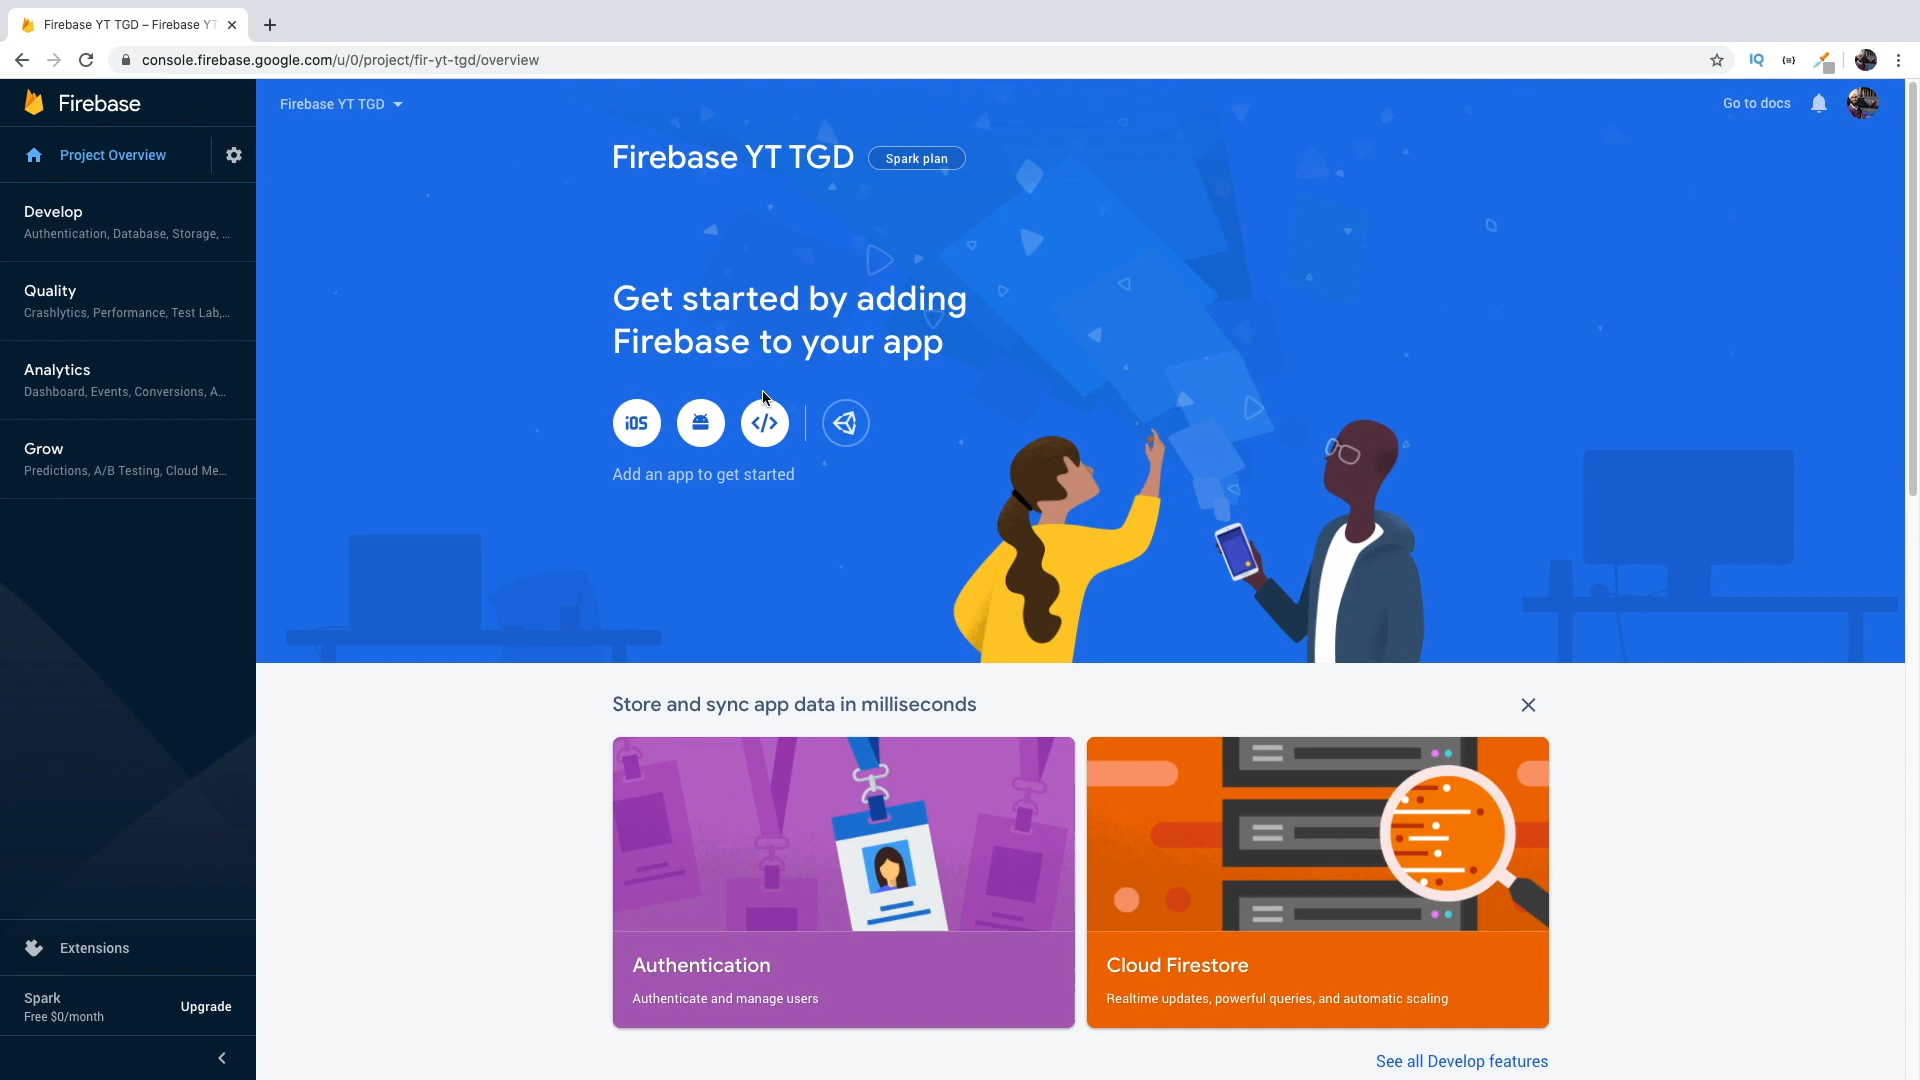 Firebase YT TGD – Firebase YT
console.firebase.google.com/u/0/project/fir-yt-tgd/overview
IQ
Firebase
Firebase YT TGD
Go to docs
Project Overview
Firebase YT TGD
Spark plan
Develop
Authentication, Database, Storage, ...
Quality
Crashlytics, Performance, Test Lab,...
Analytics
Dashboard, Events, Conversions, A...
Grow
Predictions, A/B Testing, Cloud Me...
Get started by adding
Firebase to your app
iOS
</>
Add an app to get started
Store and sync app data in milliseconds
Authentication
Authenticate and manage users
Cloud Firestore
Realtime updates, powerful queries, and automatic scaling
See all Develop features
Extensions
Spark
Free $0/month
Upgrade